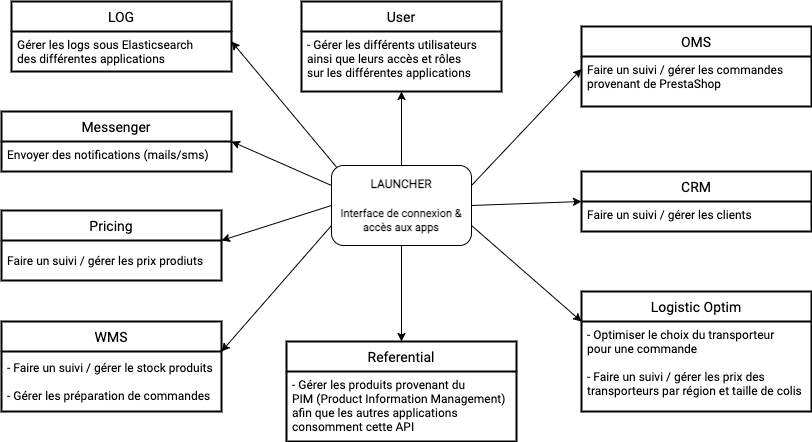 LOG
Gérer les logs sous Elasticsearch
des différentes applications
User
- Gérer les différents utilisateurs
ainsi que leurs accès et rôles
sur les différentes applications
OMS
Faire un suivi / gérer les commandes
provenant de PrestaShop
Messenger
Envoyer des notifications (mails/sms)
LAUNCHER
Interface de connexion &
accès aux apps
CRM
Faire un suivi / gérer les clients
Pricing
Faire un suivi / gérer les prix prodiuts
Logistic Optim
- Optimiser le choix du transporteur
pour une commande
- Faire un suivi / gérer les prix des
transporteurs par région et taille de colis
WMS
- Faire un suivi / gérer le stock produits
- Gérer les préparation de commandes
Referential
- Gérer les produits provenant du
PIM (Product Information Management)
afin que les autres applications
consomment cette API